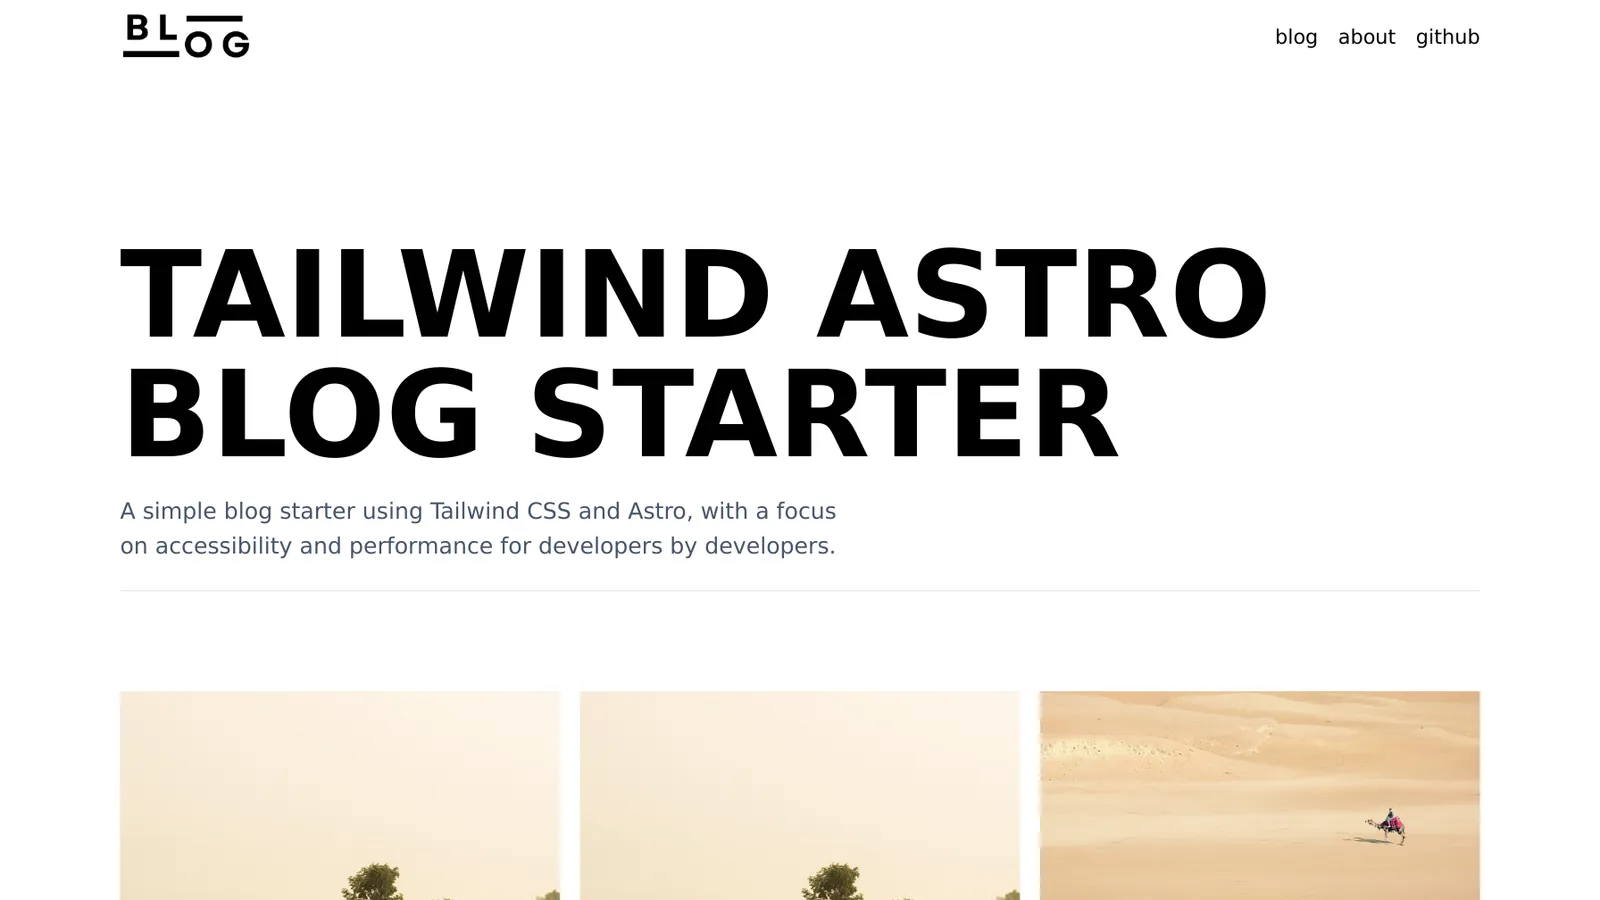 BLOG
blog about github
TAILWIND ASTRO
BLOG STARTER
A simple blog starter using Tailwind CSS and Astro, with a focus
on accessibility and performance for developers by developers.